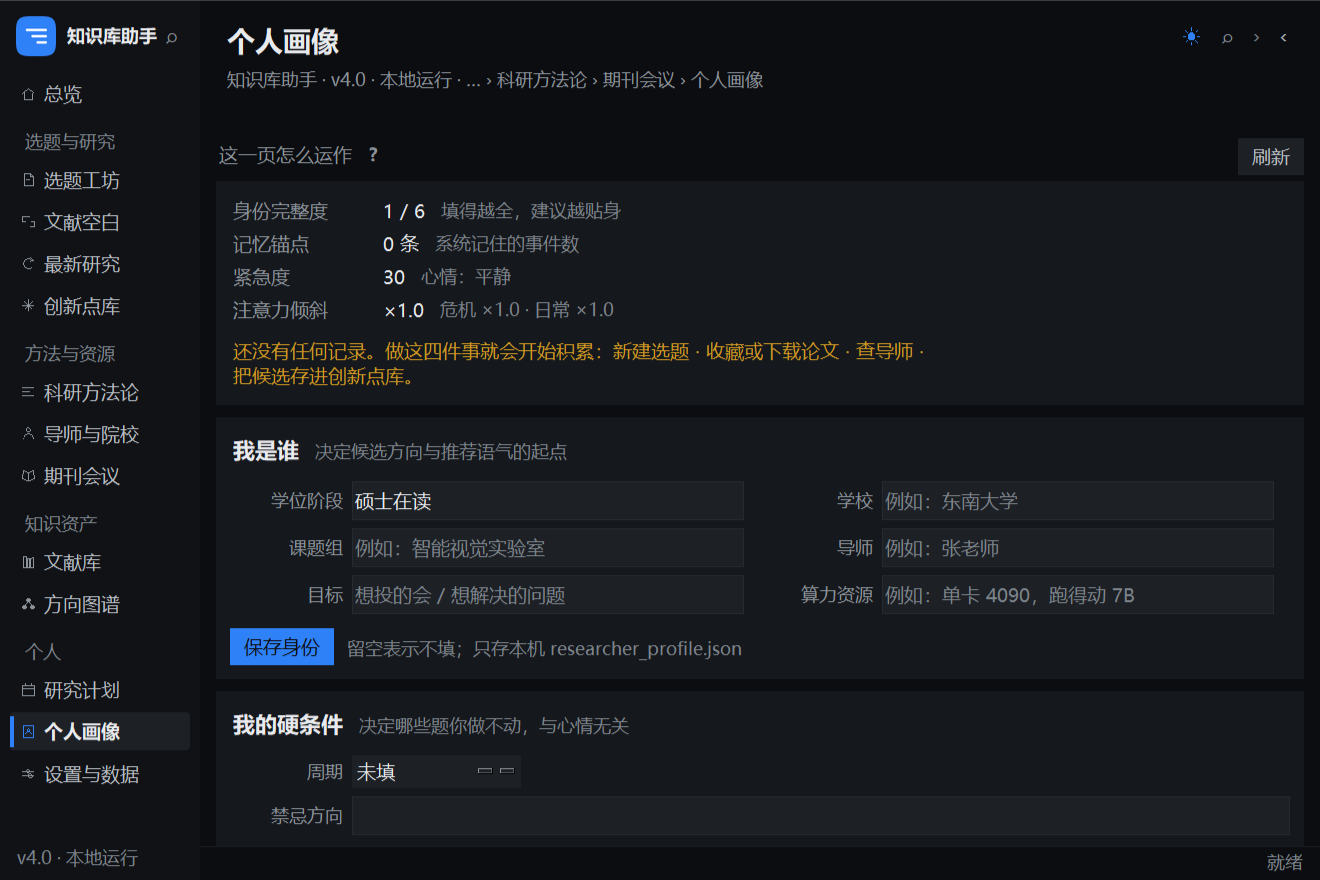 知识库助手
总览
选题与研究
选题工坊
文献空白
最新研究
创新点库
方法与资源
科研方法论
导师与院校
期刊会议
知识资产
文献库
方向图谱
个人
研究计划
个人画像
设置与数据
v4.0 · 本地运行
个人画像
知识库助手 · v4.0 · 本地运行 · ... › 科研方法论 › 期刊会议 › 个人画像
这一页怎么运作 ?
刷新
身份完整度 1 / 6 填得越全，建议越贴身
记忆锚点 0 条 系统记住的事件数
紧急度 30 心情：平静
注意力倾斜 ×1.0 危机 ×1.0 · 日常 ×1.0
还没有任何记录。做这四件事就会开始积累：新建选题 · 收藏或下载论文 · 查导师 ·
把候选存进创新点库。
我是谁 决定候选方向与推荐语气的起点
学位阶段 硕士在读 学校 例如：东南大学
课题组 例如：智能视觉实验室 导师 例如：张老师
目标 想投的会 / 想解决的问题 算力资源 例如：单卡 4090，跑得动 7B
保存身份 留空表示不填；只存本机 researcher_profile.json
我的硬条件 决定哪些题你做不动，与心情无关
周期 未填
禁忌方向
就绪